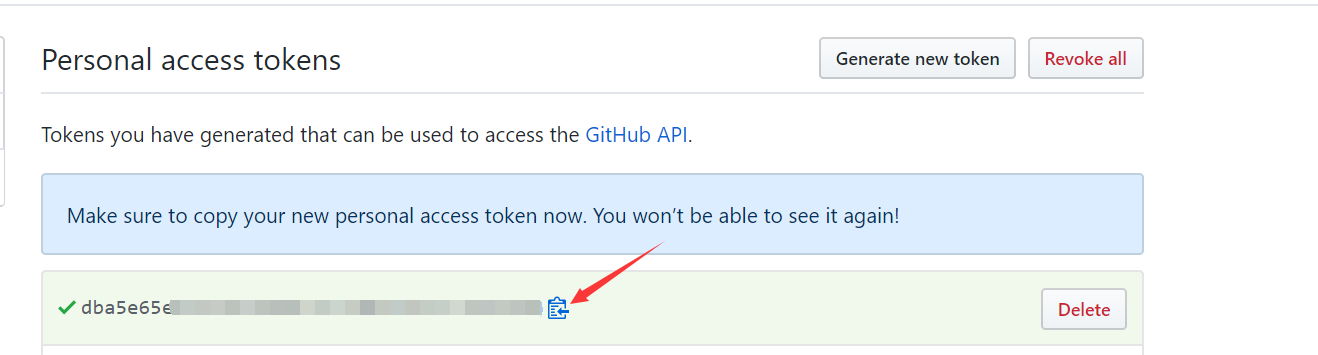 Personal access tokens
Generate new token
Revoke all
Tokens you have generated that can be used to access the GitHub API.
Make sure to copy your new personal access token now. You won’t be able to see it again!
dba5e65e
Delete